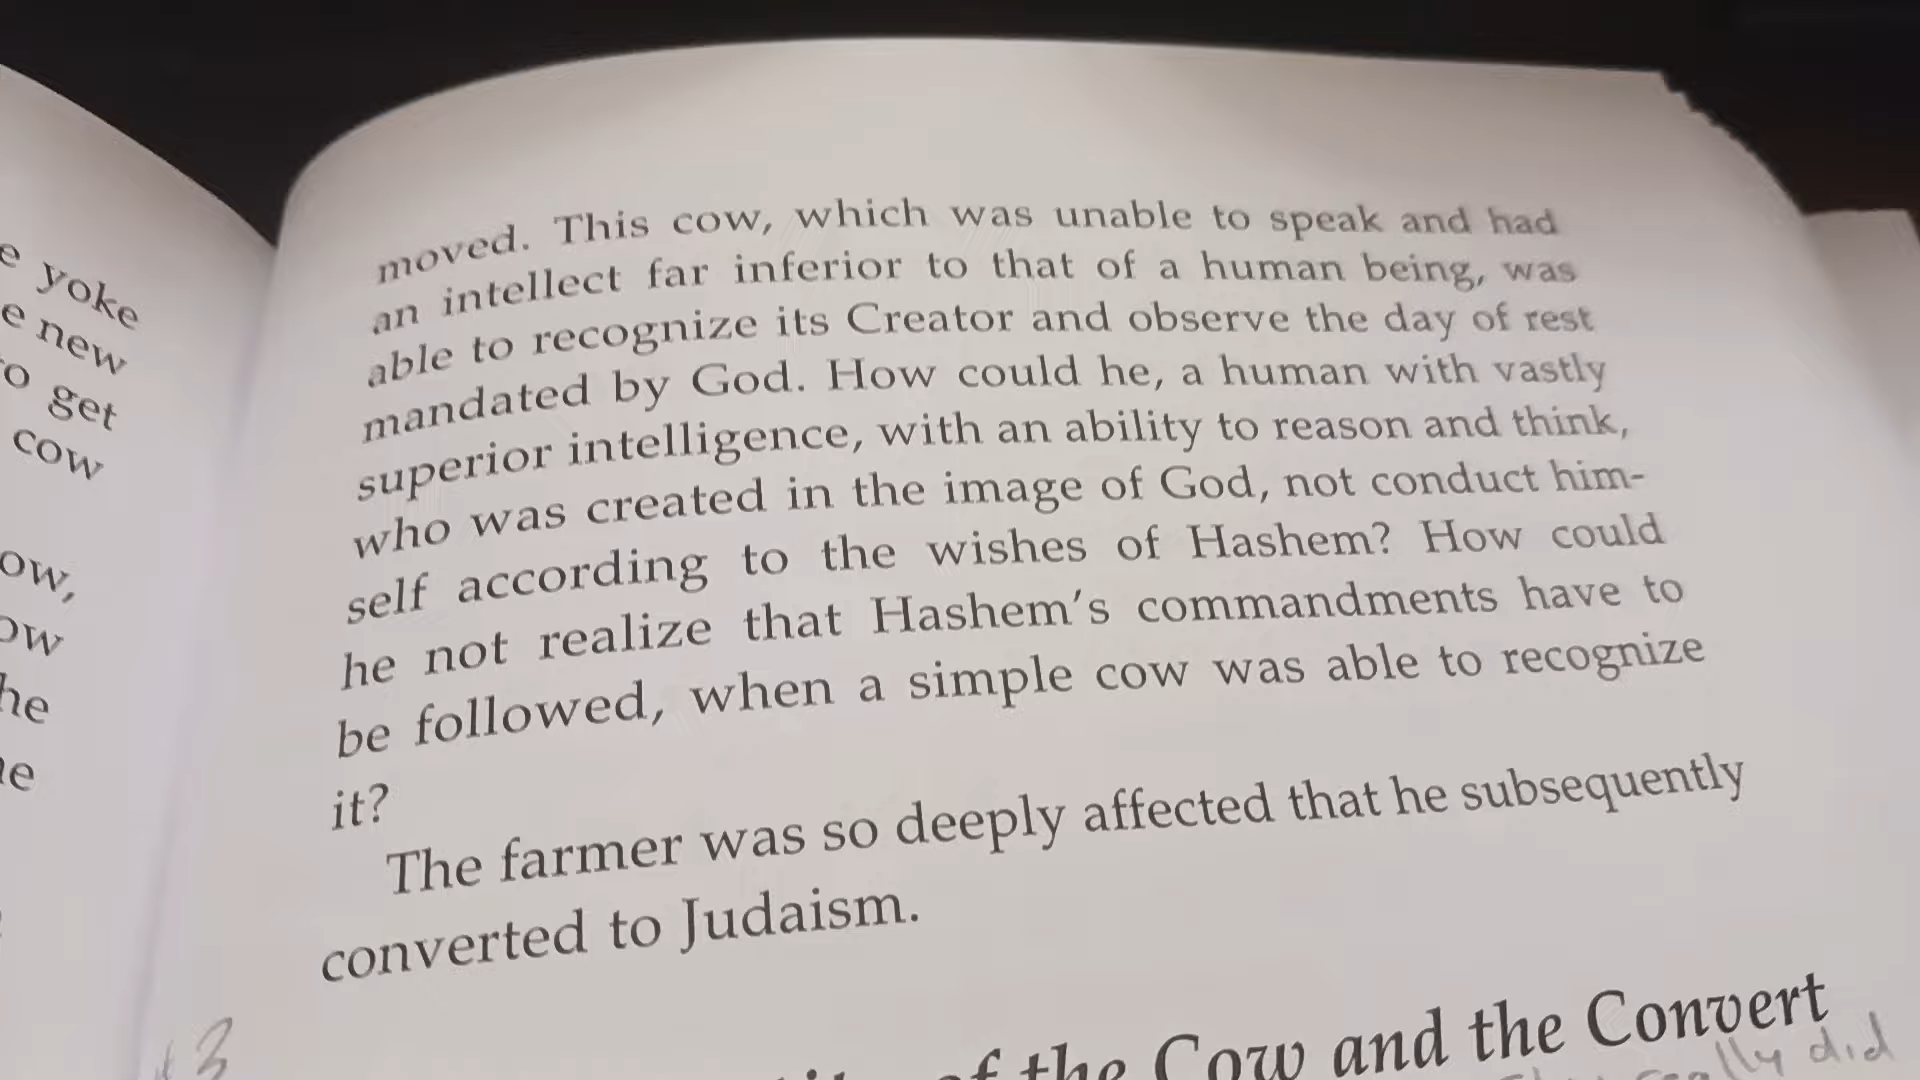 yoke
new
get
cow
moved. This cow, which was unable to speak and had
an intellect far inferior to that of a human being, was
able to recognize its Creator and observe the day of rest
mandated by God. How could he, a human with vastly
superior intelligence, with an ability to reason and think,
who was created in the image of God, not conduct him-
self according to the wishes of Hashem? How could
he not realize that Hashem's commandments have to
be followed, when a simple cow was able to recognize
it?
The farmer was so deeply affected that he subsequently
converted to Judaism.
of the Cow and the Convert
3
did